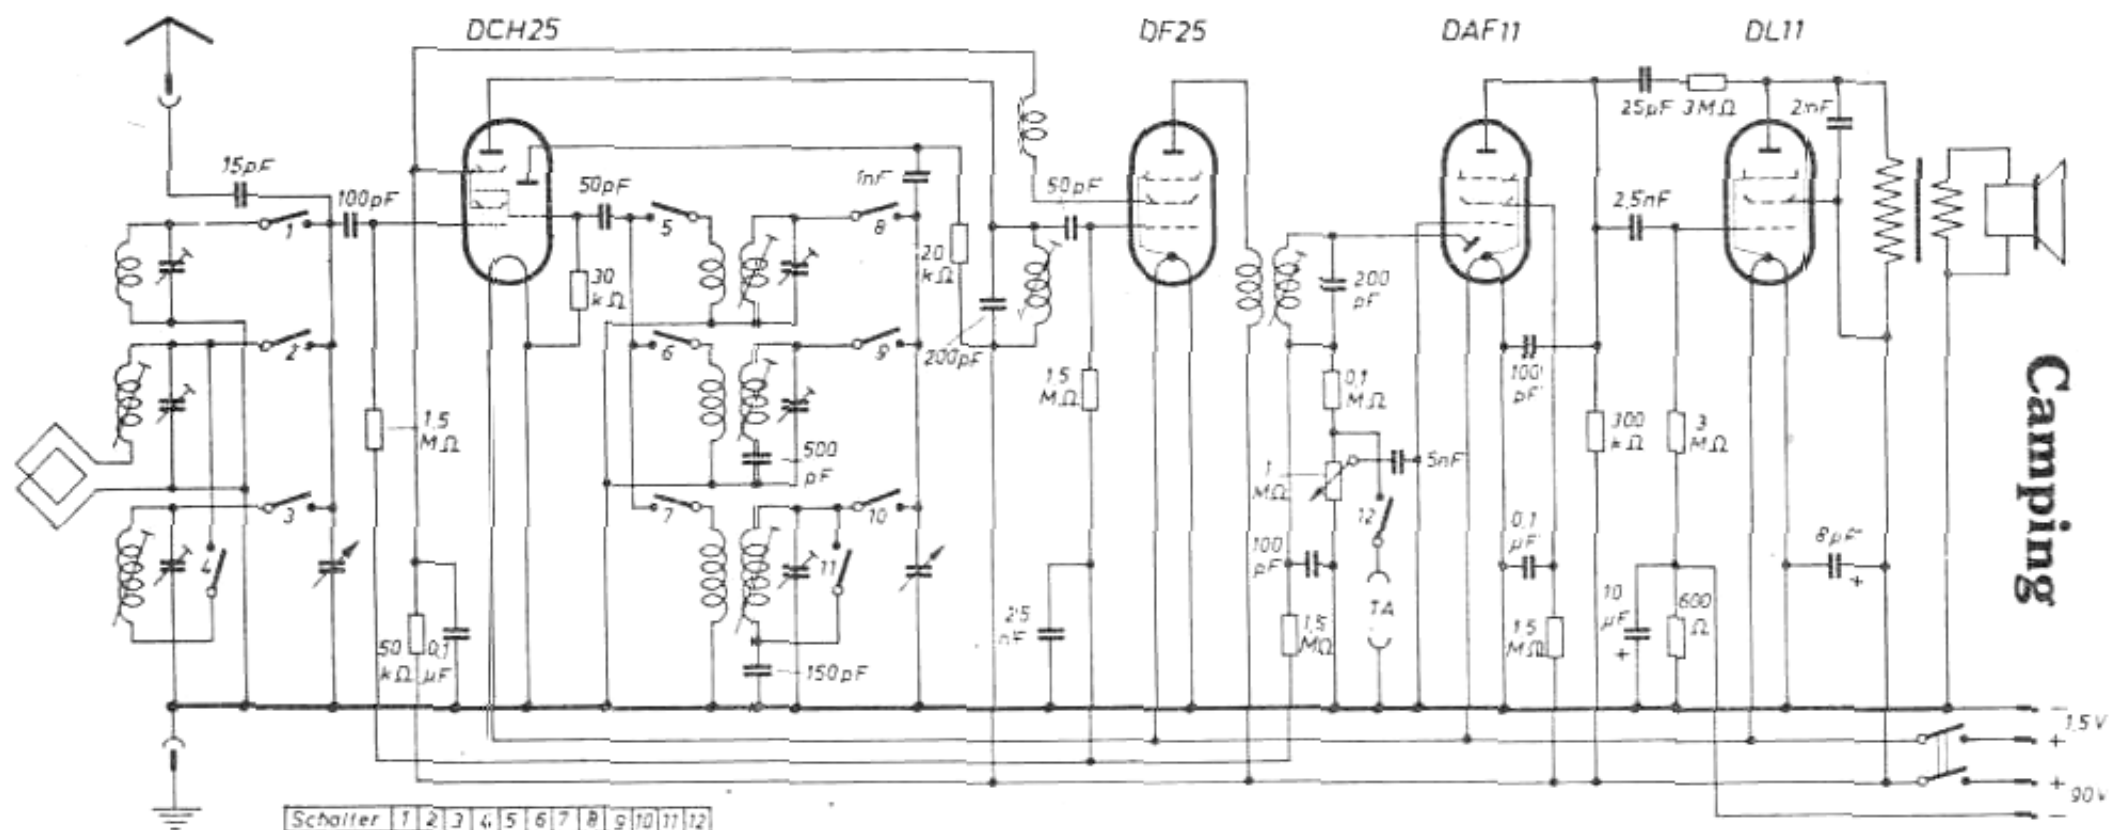 DCH25
DF25
DAF11
DL11
15pF
100pF
50pF
1nF
50pF
25pF 3MΩ
2nF
2,5nF
1
5
8
20
kΩ
30
kΩ
200
pF
2
6
9
200pF
1,5
MΩ
1,5
MΩ
0,1
MΩ
100
pF
300
kΩ
3
MΩ
500
pF
1
MΩ
5nF
3
7
10
12
4
11
100
pF
0,1
µF
8µF
+
50
kΩ
0,1
µF
150pF
25
nF
1,5
MΩ
TA
1,5
MΩ
10
µF
+
600
Ω
Camping
−
1,5V
+
+
90V
−
Schalter 1 2 3 4 5 6 7 8 9 10 11 12